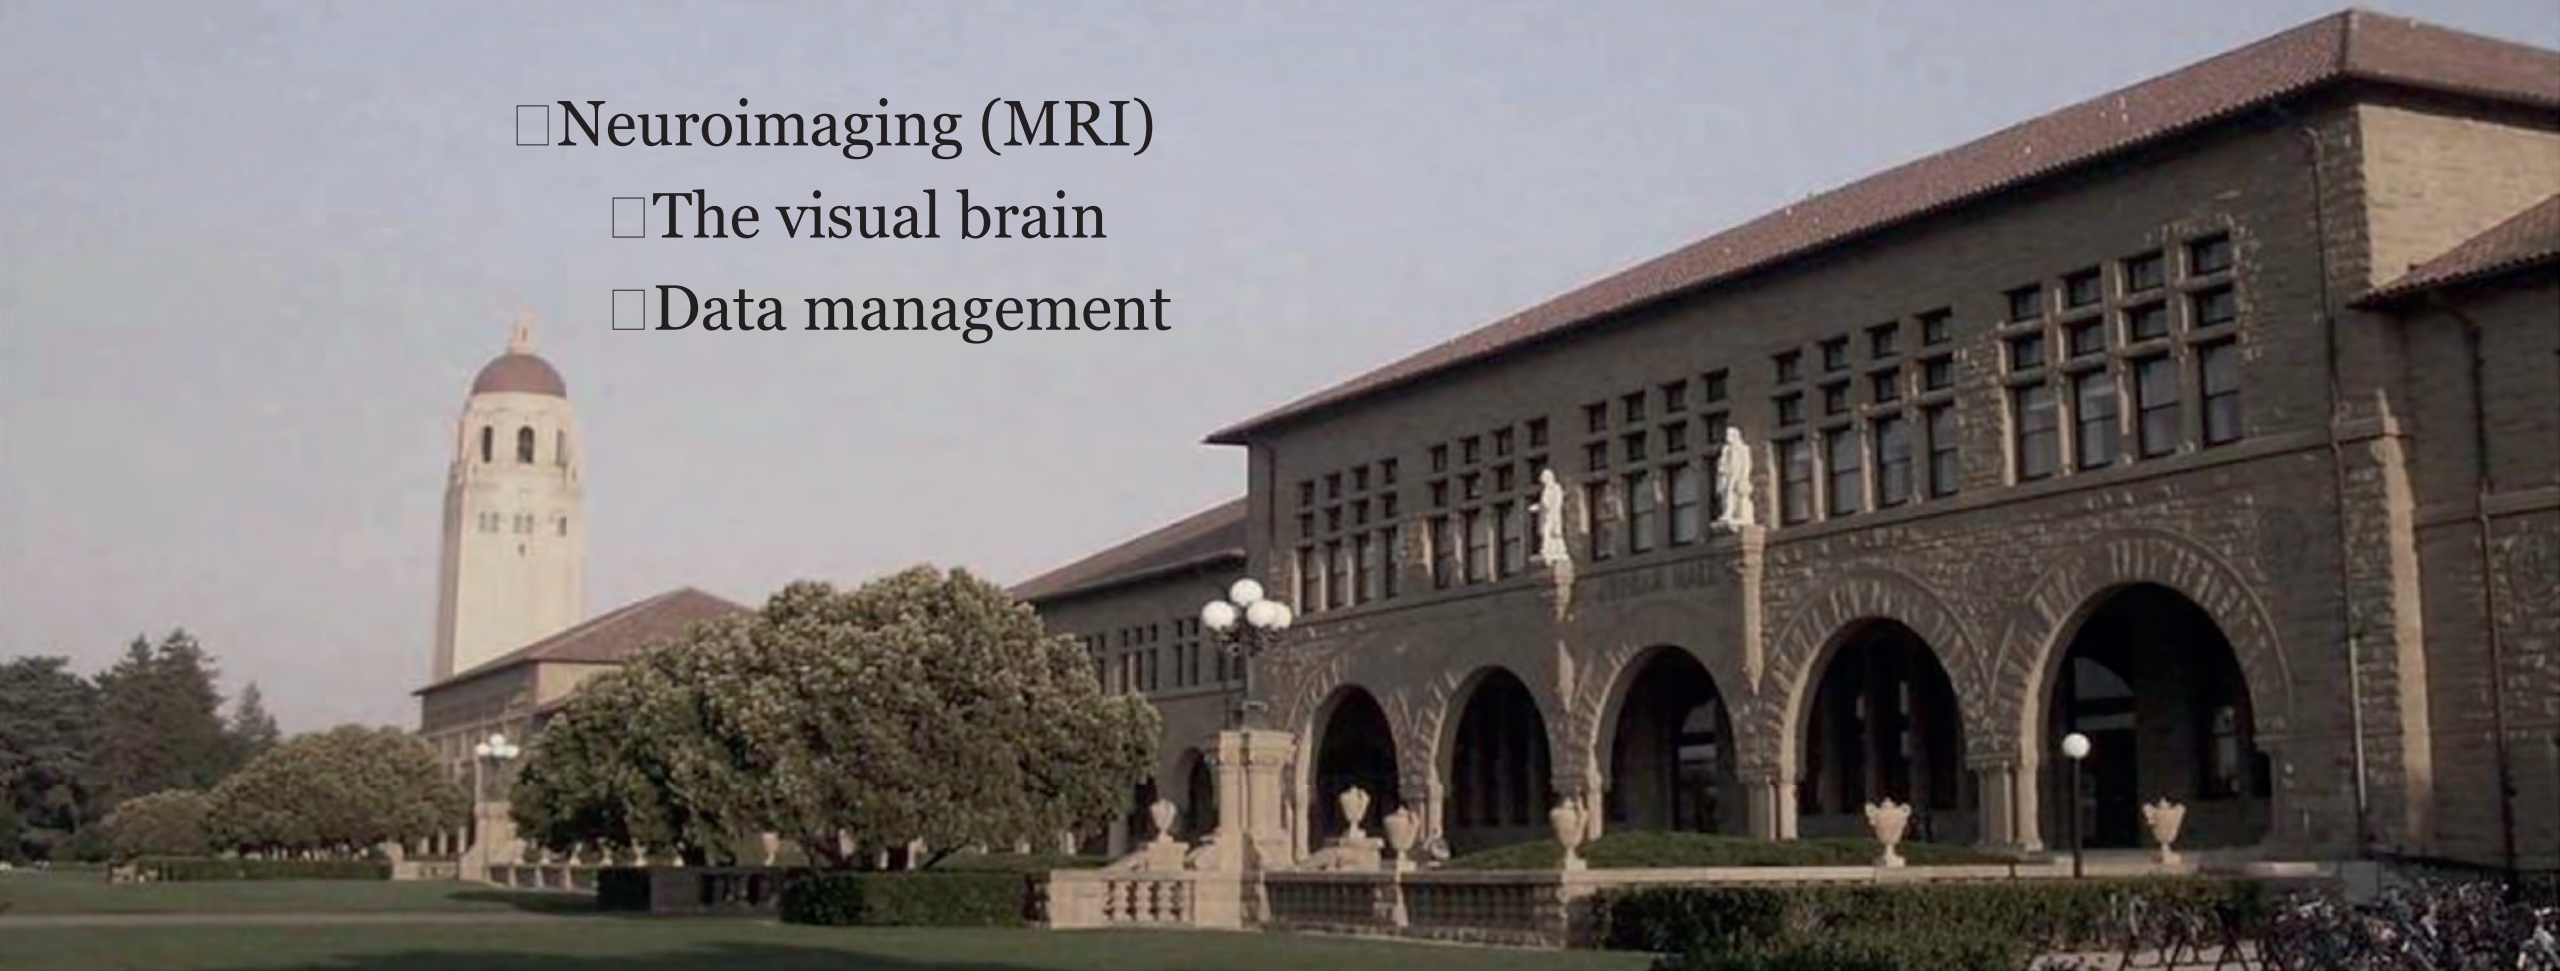 □Neuroimaging (MRI)
□The visual brain
□Data management